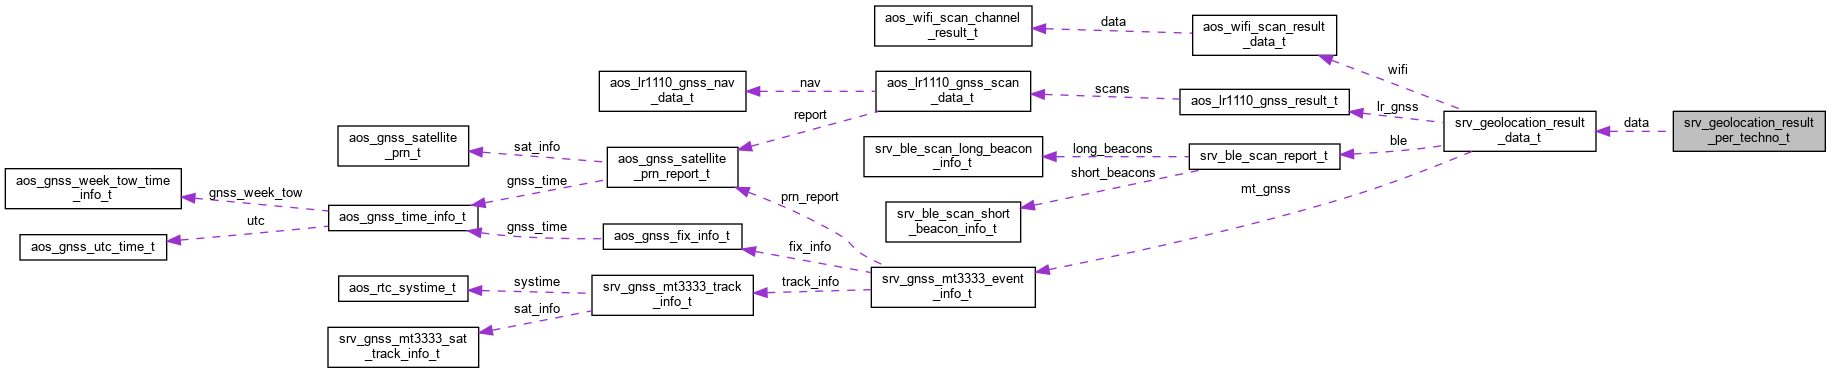 aos_wifi_scan_channel
_result_t
data
aos_wifi_scan_result
_data_t
wifi
aos_lr1110_gnss_nav
_data_t
nav
aos_lr1110_gnss_scan
_data_t
scans
aos_lr1110_gnss_result_t
lr_gnss
srv_geolocation_result
_data_t
data
srv_geolocation_result
_per_techno_t
report
aos_gnss_satellite
_prn_t
sat_info
aos_gnss_satellite
_prn_report_t
srv_ble_scan_long_beacon
_info_t
long_beacons
srv_ble_scan_report_t
ble
short_beacons
srv_ble_scan_short
_beacon_info_t
mt_gnss
aos_gnss_week_tow_time
_info_t
gnss_week_tow
gnss_time
prn_report
aos_gnss_time_info_t
utc
aos_gnss_utc_time_t
gnss_time
aos_gnss_fix_info_t
fix_info
srv_gnss_mt3333_event
_info_t
aos_rtc_systime_t
systime
srv_gnss_mt3333_track
_info_t
track_info
sat_info
srv_gnss_mt3333_sat
_track_info_t